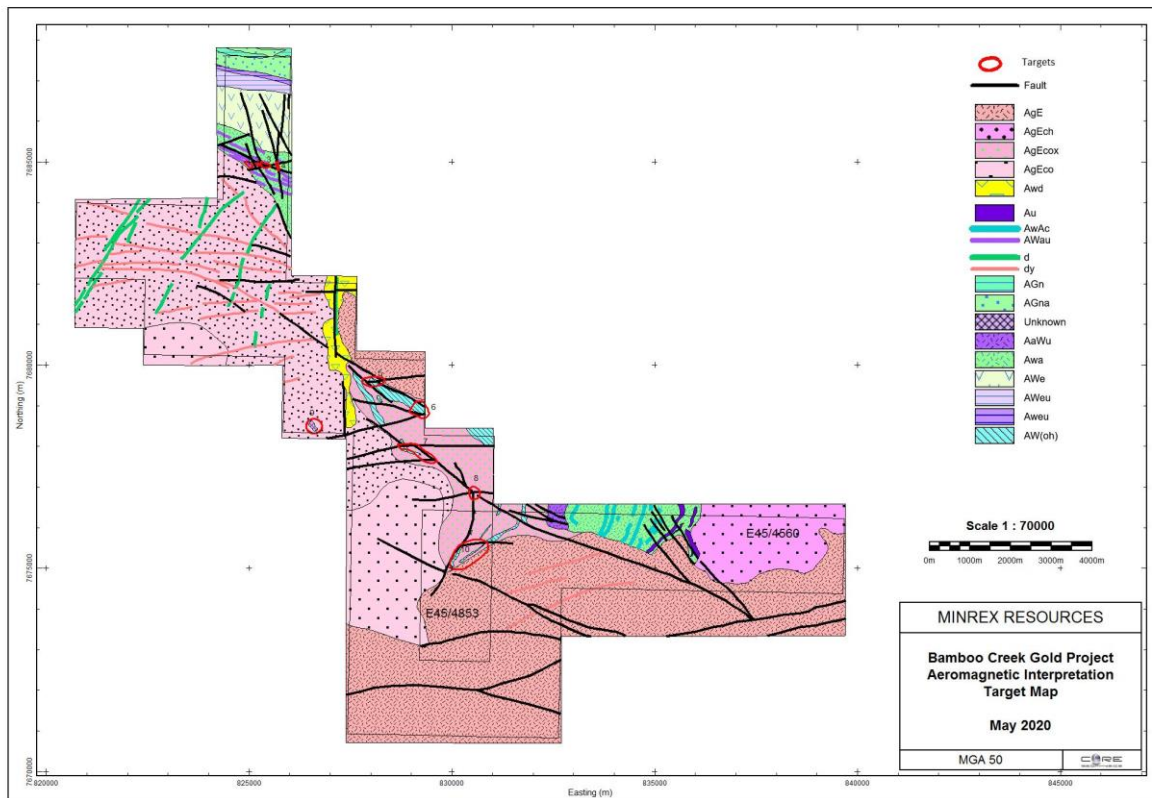 Targets
Fault
AgE
AgEch
AgEcox
AgEco
Awd
Au
AwAc
AWau
d
dy
AGn
AGna
Unknown
AaWu
Awa
AWe
AWeu
Aweu
AW(oh)
Scale 1 : 70000
0m 1000m 2000m 3000m 4000m
MINREX RESOURCES
Bamboo Creek Gold Project
Aeromagnetic Interpretation
Target Map
May 2020
MGA 50
CORE
E45/4560
E45/4853
6
7
8
9
10
Northing (m)
7685000
7680000
7675000
7670000
820000 825000 830000 835000 840000 845000
Easting (m)